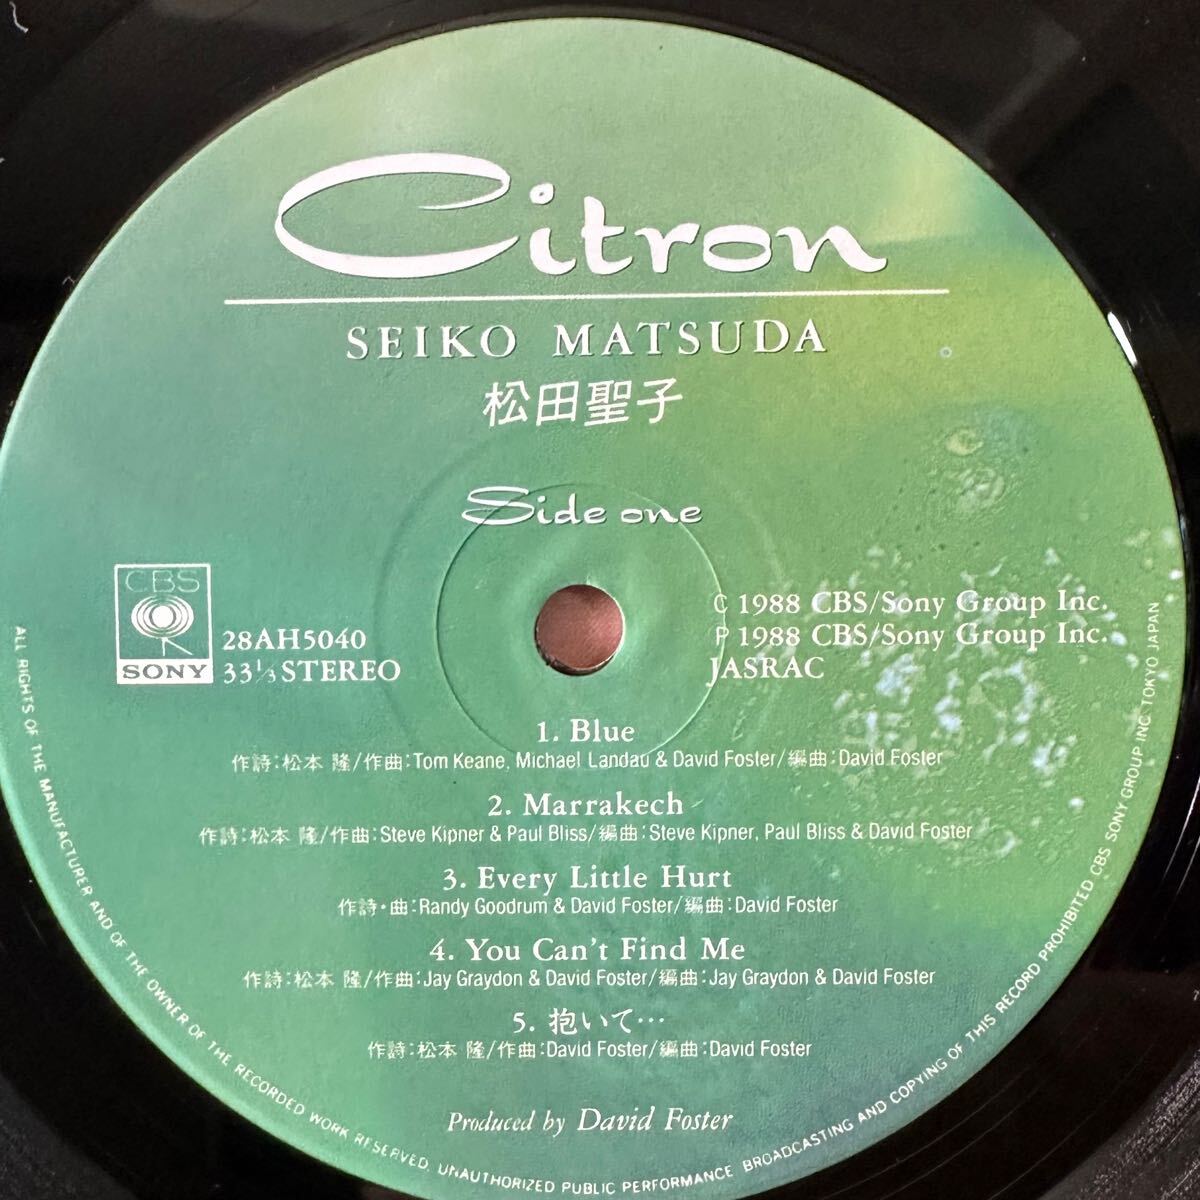 Citron
SEIKO MATSUDA
松田聖子
Side one
CBS
SONY
28AH5040
33⅓ STEREO
C 1988 CBS/Sony Group Inc.
P 1988 CBS/Sony Group Inc.
JASRAC
1. Blue
作詩:松本 隆/作曲:Tom Keane, Michael Landau & David Foster/編曲:David Foster
2. Marrakech
作詩:松本 隆/作曲:Steve Kipner & Paul Bliss/編曲:Steve Kipner, Paul Bliss & David Foster
3. Every Little Hurt
作詩・曲:Randy Goodrum & David Foster/編曲:David Foster
4. You Can't Find Me
作詩:松本 隆/作曲:Jay Graydon & David Foster/編曲:Jay Graydon & David Foster
5. 抱いて…
作詩:松本 隆/作曲:David Foster/編曲:David Foster
Produced by David Foster
ALL RIGHTS OF THE MANUFACTURER AND OF THE OWNER OF THE RECORDED WORK RESERVED. UNAUTHORIZED PUBLIC PERFORMANCE BROADCASTING AND COPYING OF THIS RECORD PROHIBITED CBS SONY GROUP INC. TOKYO JAPAN